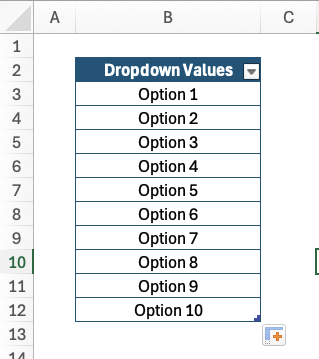 A B C
1
2 Dropdown Values
3 Option 1
4 Option 2
5 Option 3
6 Option 4
7 Option 5
8 Option 6
9 Option 7
10 Option 8
11 Option 9
12 Option 10
13
14